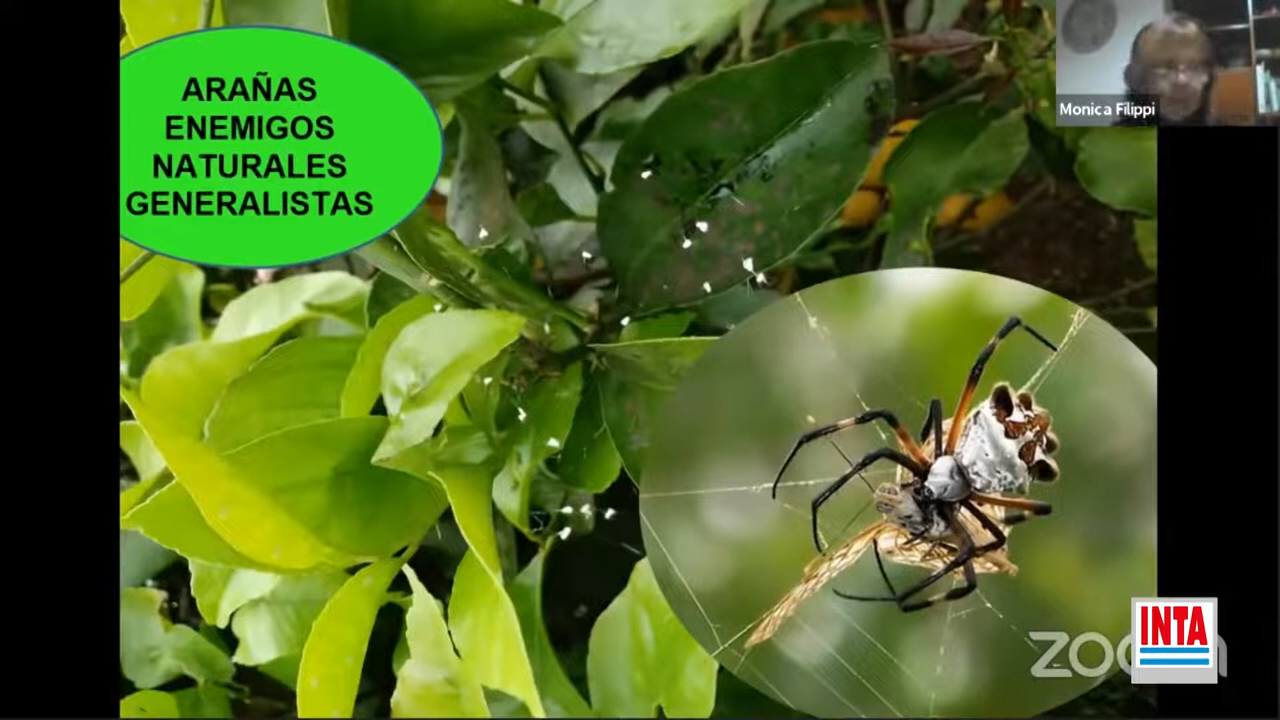 ARAÑAS
ENEMIGOS
NATURALES
GENERALISTAS
Monica Filippi
zoom
INTA